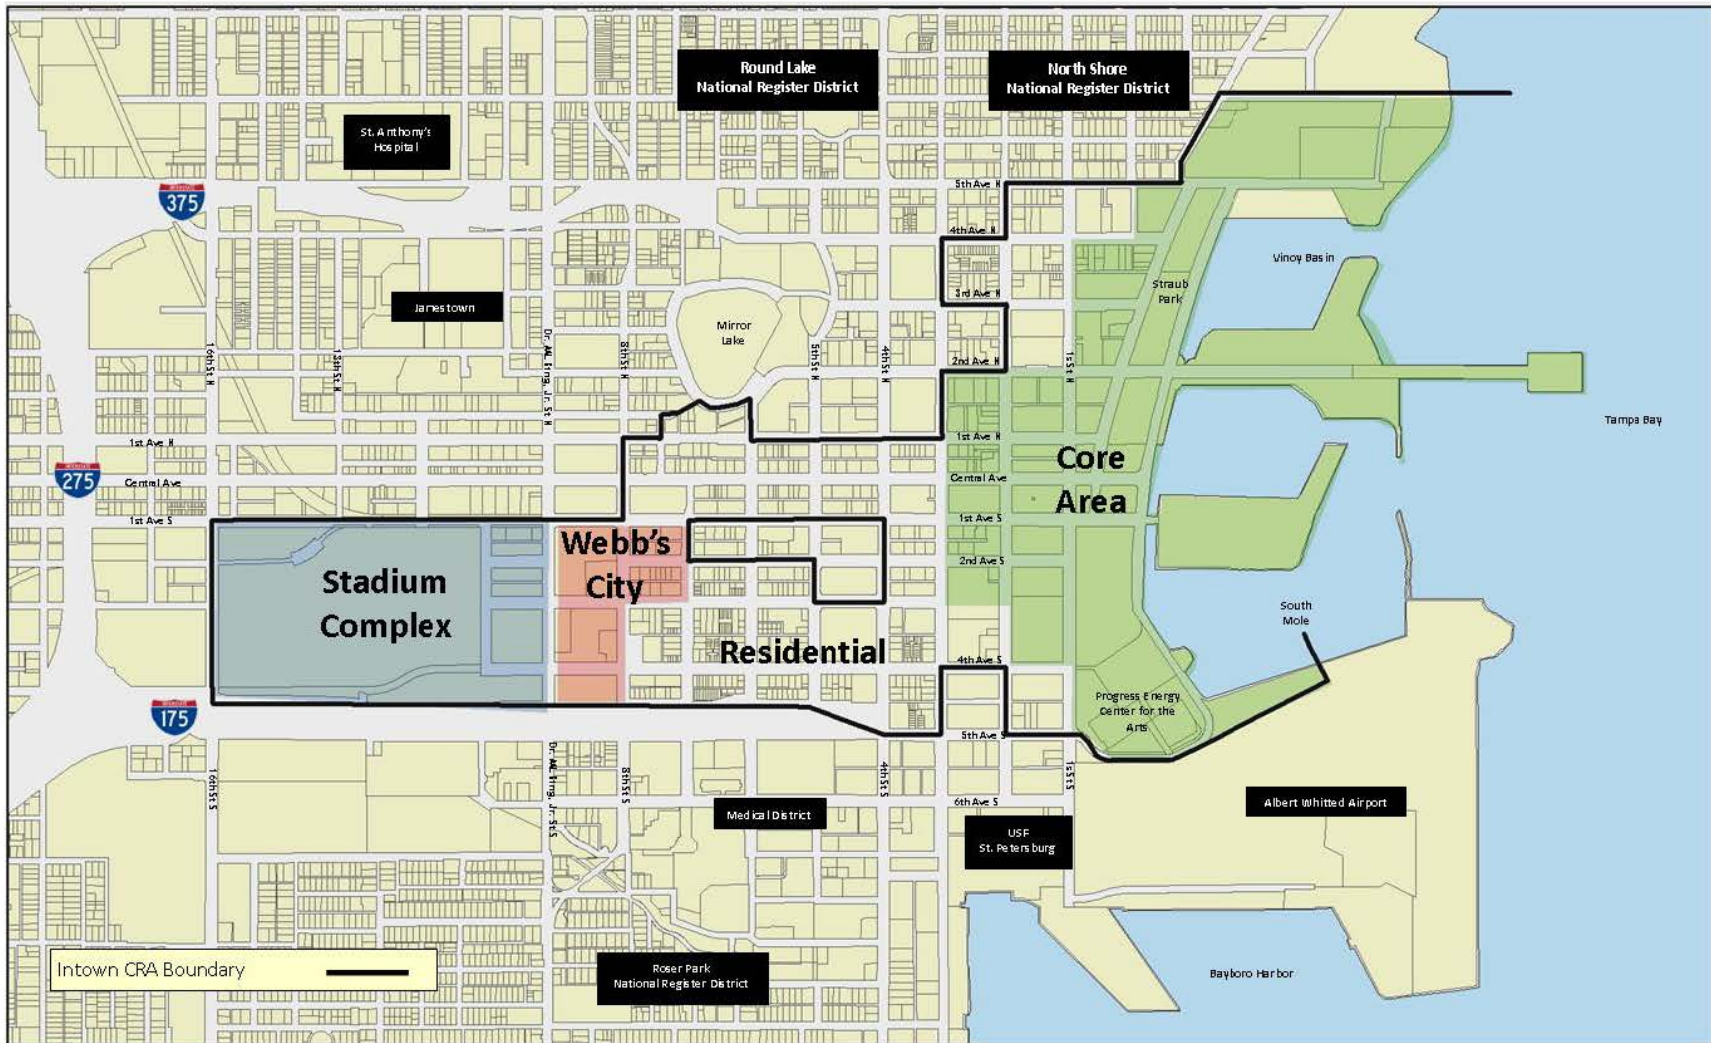 Round Lake
National Register District
North Shore
National Register District
St. Anthony's
Hospital
INTERSTATE
375
5th Ave N
4th Ave N
Vinoy Basin
Straub
Park
3rd Ave N
Jamestown
Mirror
Lake
16th St N
13th St N
Dr. ML King, Jr. St N
8th St N
5th St N
4th St N
2nd Ave N
1st St N
Tampa Bay
1st Ave N
1st Ave N
Core
Area
INTERSTATE
275
Central Ave
Central Ave
1st Ave S
1st Ave S
Webb's
City
2nd Ave S
Stadium
Complex
South
Mole
Residential
4th Ave S
Progress Energy
Center for the
Arts
INTERSTATE
175
5th Ave S
16th St S
Dr. ML King, Jr. St S
8th St S
4th St S
1st St S
6th Ave S
Albert Whitted Airport
Medical District
USF
St. Petersburg
Intown CRA Boundary
Roser Park
National Register District
Bayboro Harbor